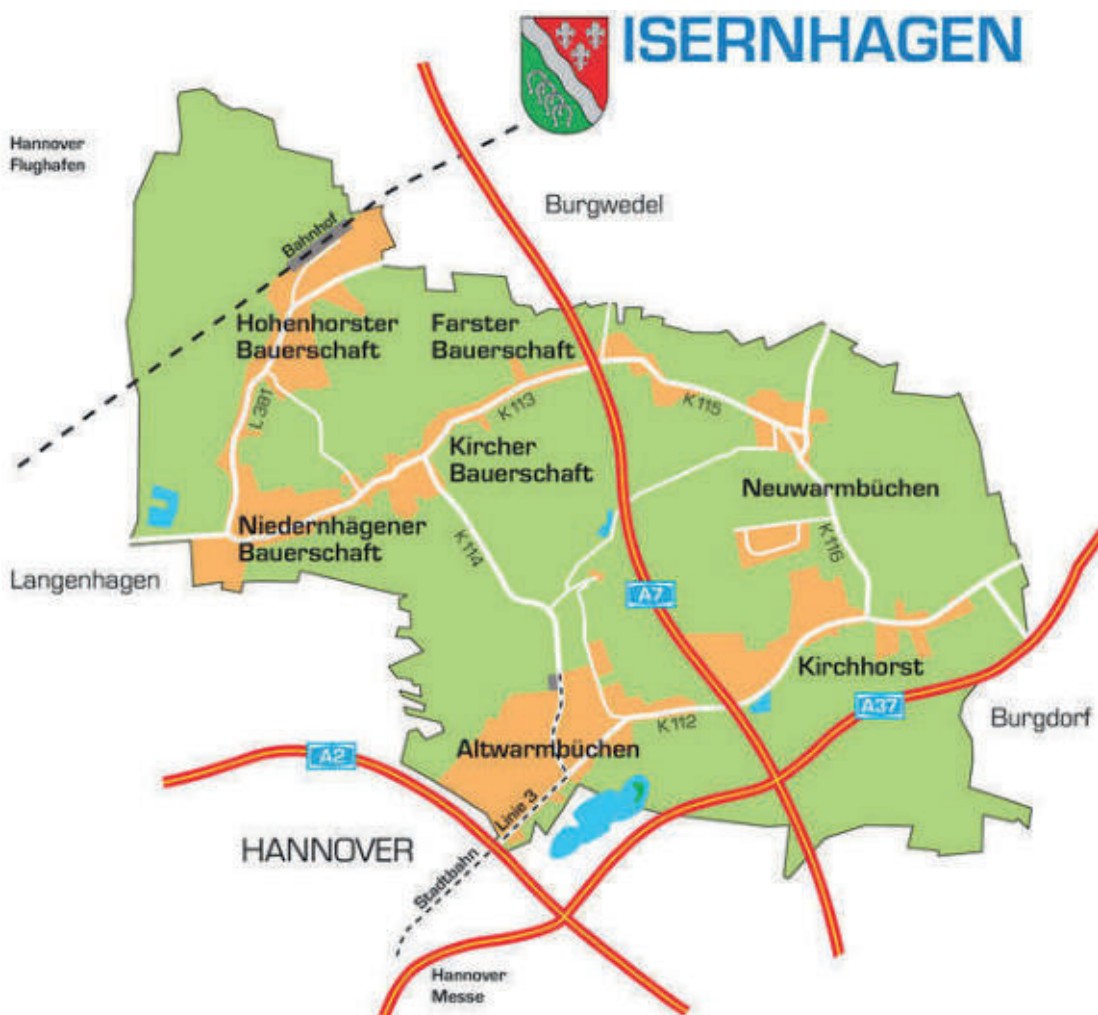 ISERNHAGEN
Hannover
Flughafen
Burgwedel
Bahnhof
Hohenhorster
Bauerschaft
Farster
Bauerschaft
L 381
K 113
K 115
Kircher
Bauerschaft
Neuwarmbüchen
Niedernhägener
Bauerschaft
K 114
K 116
Langenhagen
A7
Kirchhorst
A37
Burgdorf
K 112
Altwarmbüchen
A2
Linie 3
HANNOVER
Stadtbahn
Hannover
Messe